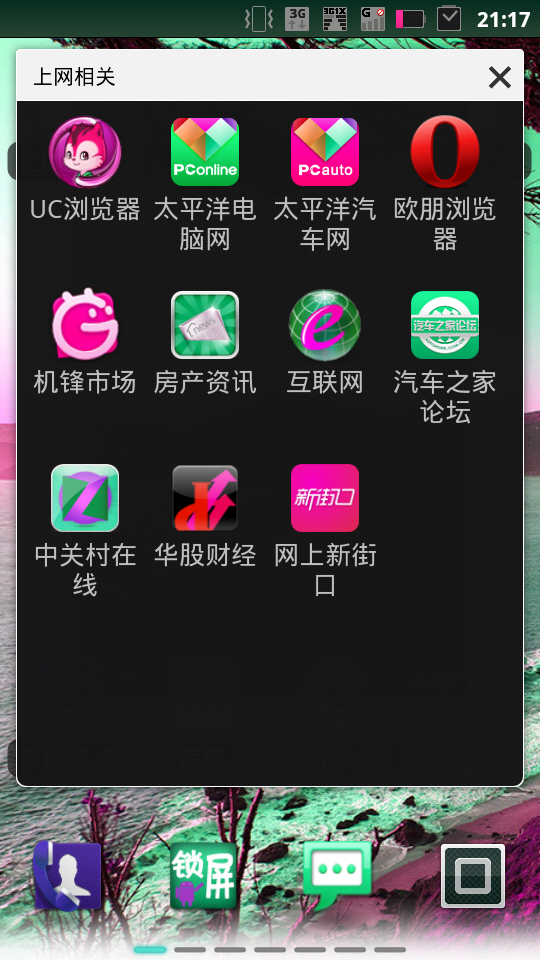 3G
3G1X
G
21:17
上网相关
PConline
PCauto
UC浏览器
太平洋电
脑网
太平洋汽
车网
欧朋浏览
器
news
汽车之家论坛
机锋市场
房产资讯
互联网
汽车之家
论坛
新街口
中关村在
线
华股财经
网上新街
口
锁屏